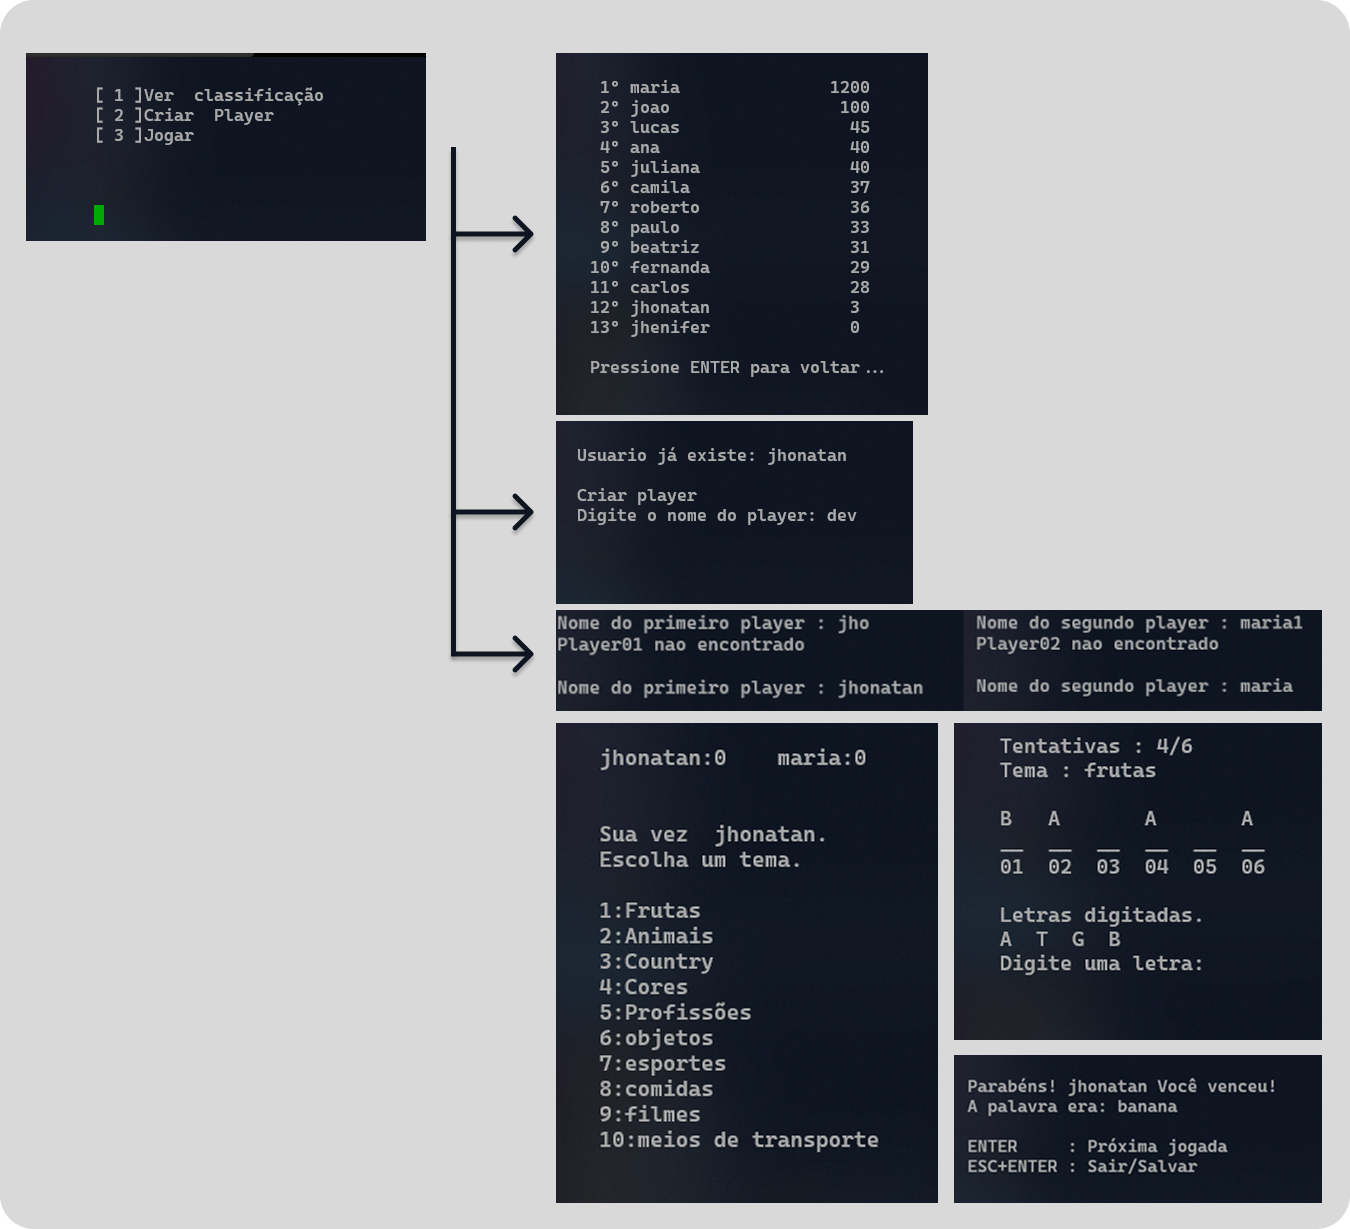 [ 1 ]Ver  classificação
[ 2 ]Criar  Player
[ 3 ]Jogar
1° maria 1200
2° joao 100
3° lucas 45
4° ana 40
5° juliana 40
6° camila 37
7° roberto 36
8° paulo 33
9° beatriz 31
10° fernanda 29
11° carlos 28
12° jhonatan 3
13° jhenifer 0
Pressione ENTER para voltar...
Usuario já existe: jhonatan
Criar player
Digite o nome do player: dev
Nome do primeiro player : jho
Player01 nao encontrado
Nome do primeiro player : jhonatan
Nome do segundo player : maria1
Player02 nao encontrado
Nome do segundo player : maria
jhonatan:0    maria:0
Sua vez  jhonatan.
Escolha um tema.
1:Frutas
2:Animais
3:Country
4:Cores
5:Profissões
6:objetos
7:esportes
8:comidas
9:filmes
10:meios de transporte
Tentativas : 4/6
Tema : frutas
B A A A
__ __ __ __ __ __
01 02 03 04 05 06
Letras digitadas.
A T G B
Digite uma letra:
Parabéns! jhonatan Você venceu!
A palavra era: banana
ENTER     : Próxima jogada
ESC+ENTER : Sair/Salvar